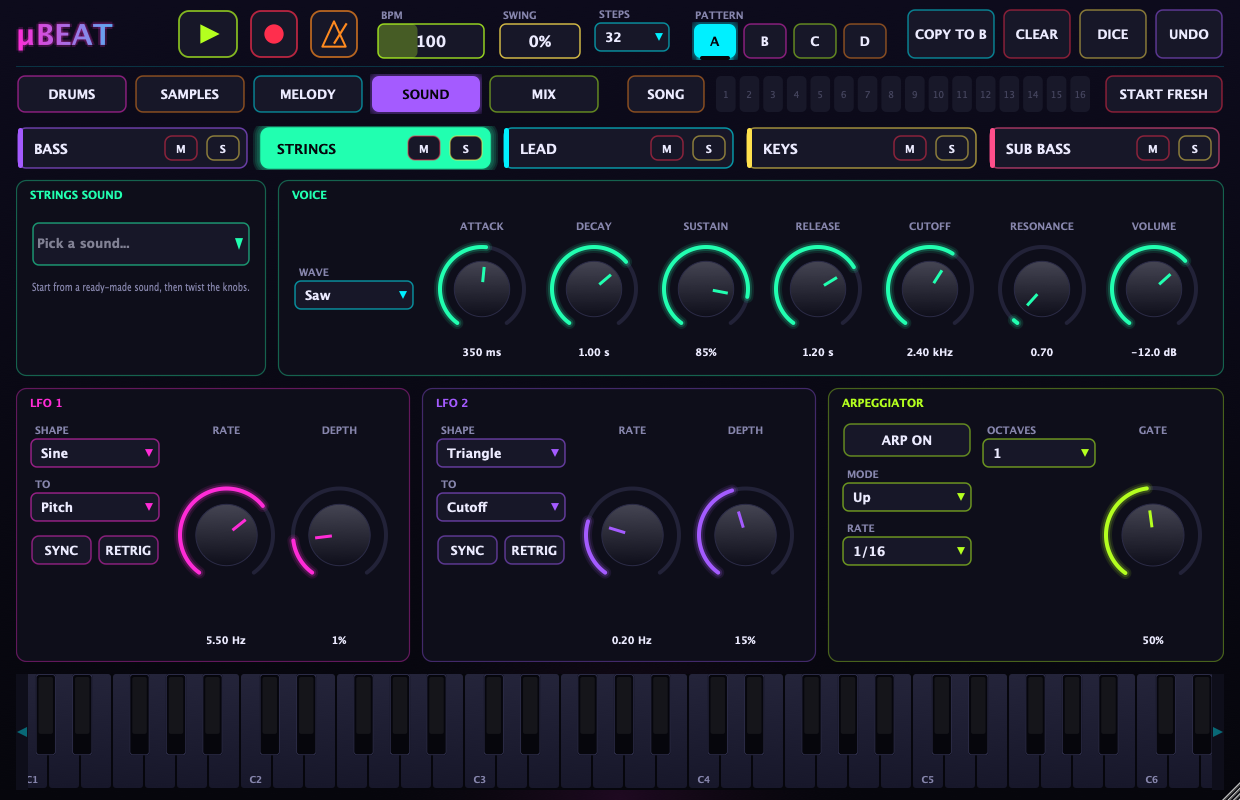 µBEAT
BPM
100
SWING
0%
STEPS
32
PATTERN
A
B
C
D
COPY TO B
CLEAR
DICE
UNDO
DRUMS
SAMPLES
MELODY
SOUND
MIX
SONG
1 2 3 4 5 6 7 8 9 10 11 12 13 14 15 16
START FRESH
BASS M S
STRINGS M S
LEAD M S
KEYS M S
SUB BASS M S
STRINGS SOUND
Pick a sound...
Start from a ready-made sound, then twist the knobs.
VOICE
WAVE
Saw
ATTACK
350 ms
DECAY
1.00 s
SUSTAIN
85%
RELEASE
1.20 s
CUTOFF
2.40 kHz
RESONANCE
0.70
VOLUME
-12.0 dB
LFO 1
SHAPE
Sine
TO
Pitch
SYNC RETRIG
RATE
5.50 Hz
DEPTH
1%
LFO 2
SHAPE
Triangle
TO
Cutoff
SYNC RETRIG
RATE
0.20 Hz
DEPTH
15%
ARPEGGIATOR
ARP ON
MODE
Up
RATE
1/16
OCTAVES
1
GATE
50%
C1 C2 C3 C4 C5 C6